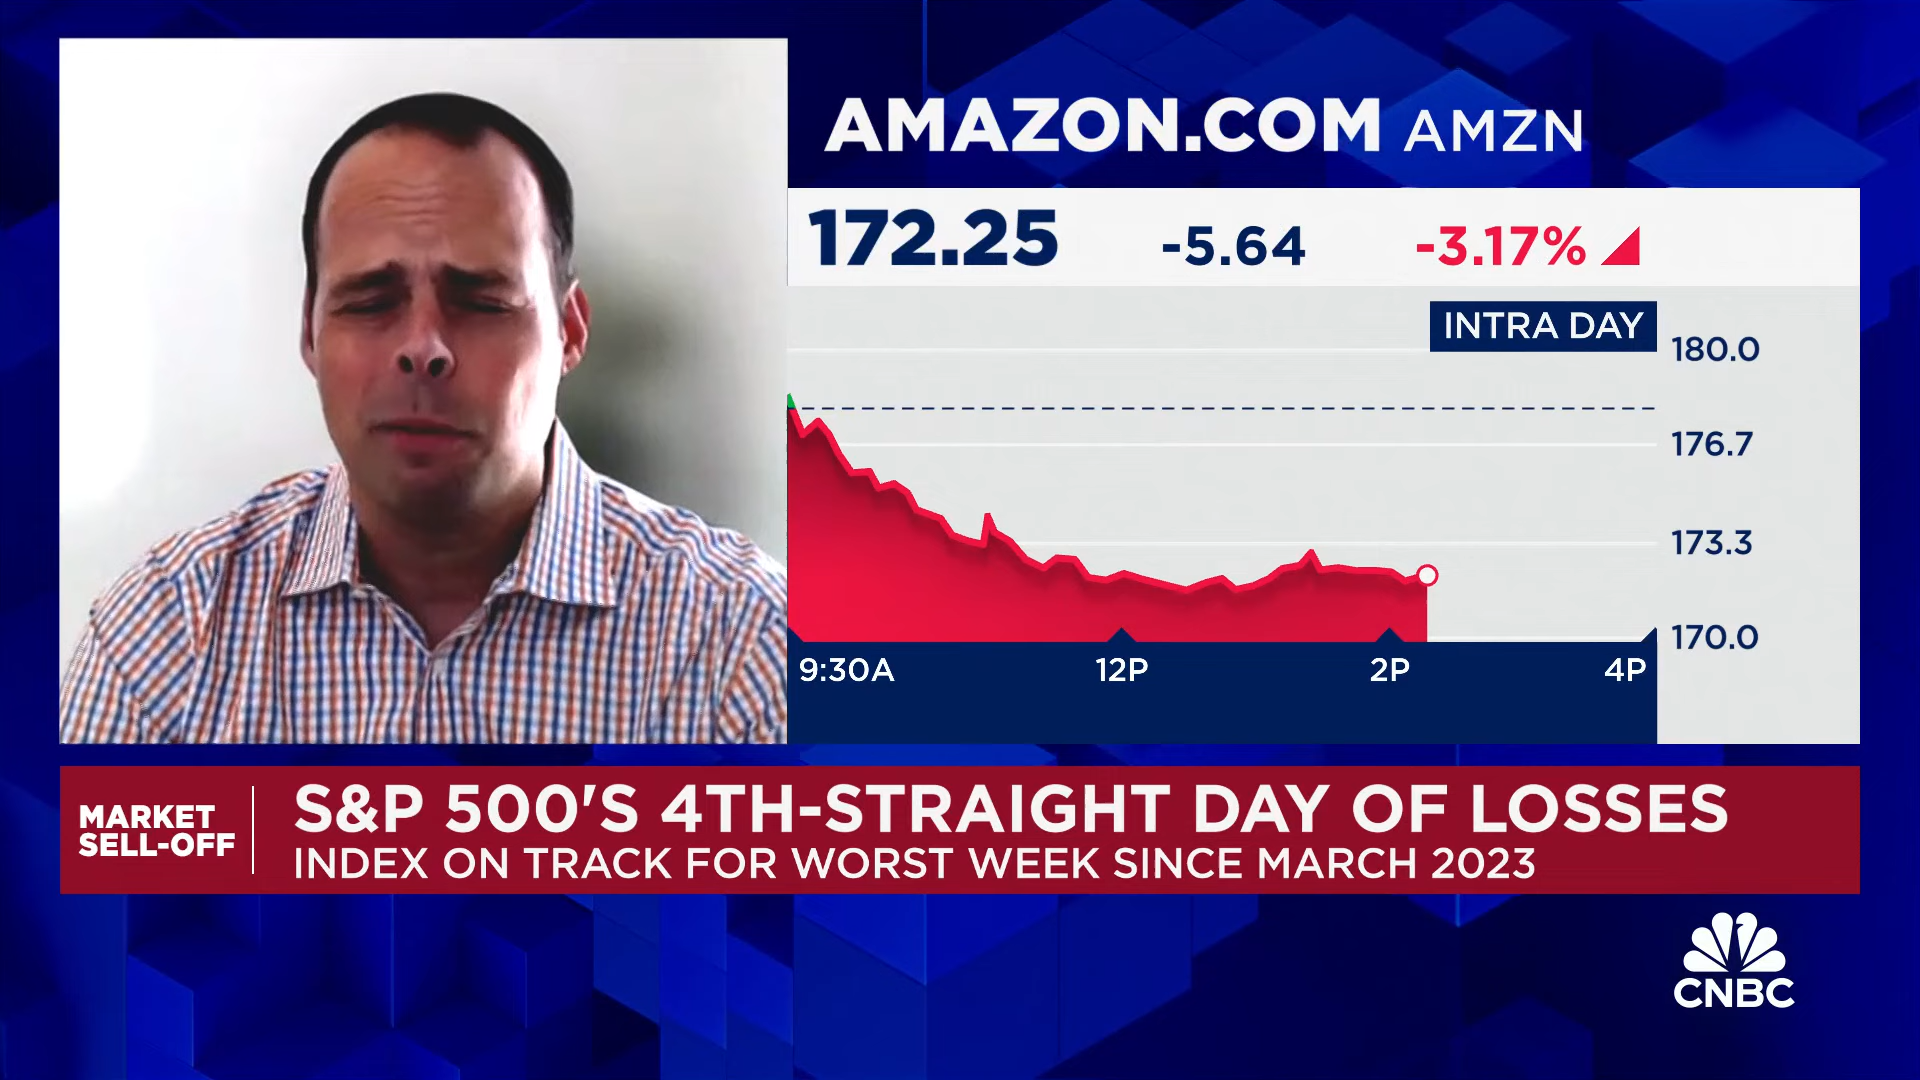 AMAZON.COM AMZN
172.25 -5.64 -3.17%
INTRA DAY
180.0
176.7
173.3
170.0
9:30A 12P 2P 4P
MARKET
SELL-OFF
S&P 500'S 4TH-STRAIGHT DAY OF LOSSES
INDEX ON TRACK FOR WORST WEEK SINCE MARCH 2023
CNBC